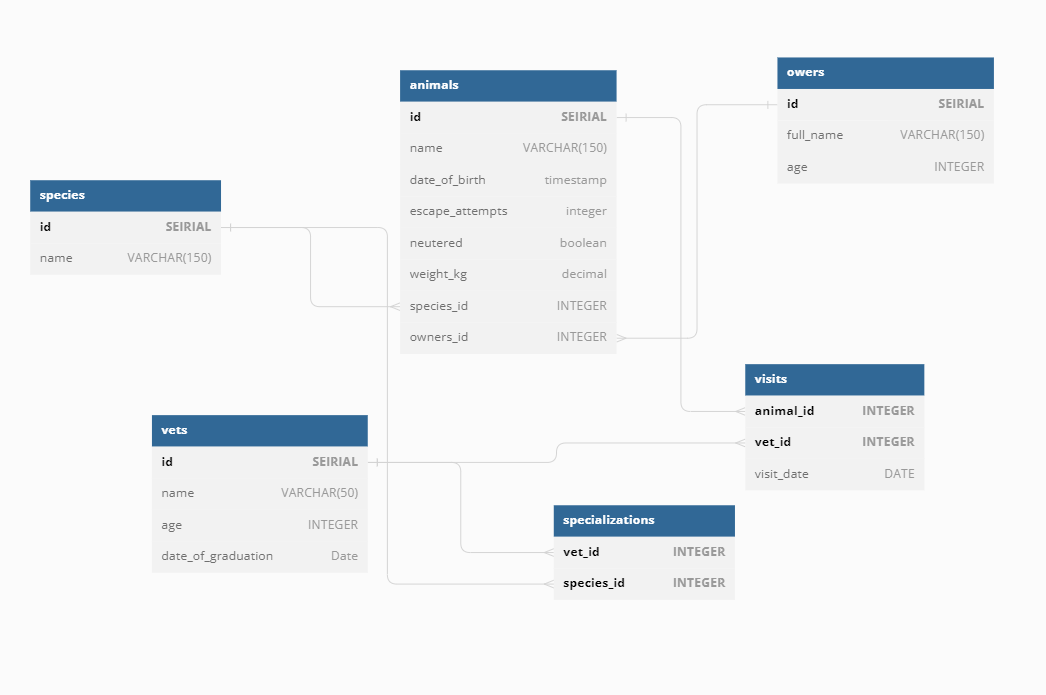 animals
id SEIRIAL
name VARCHAR(150)
date_of_birth timestamp
escape_attempts integer
neutered boolean
weight_kg decimal
species_id INTEGER
owners_id INTEGER
owers
id SEIRIAL
full_name VARCHAR(150)
age INTEGER
species
id SEIRIAL
name VARCHAR(150)
visits
animal_id INTEGER
vet_id INTEGER
visit_date DATE
vets
id SEIRIAL
name VARCHAR(50)
age INTEGER
date_of_graduation Date
specializations
vet_id INTEGER
species_id INTEGER